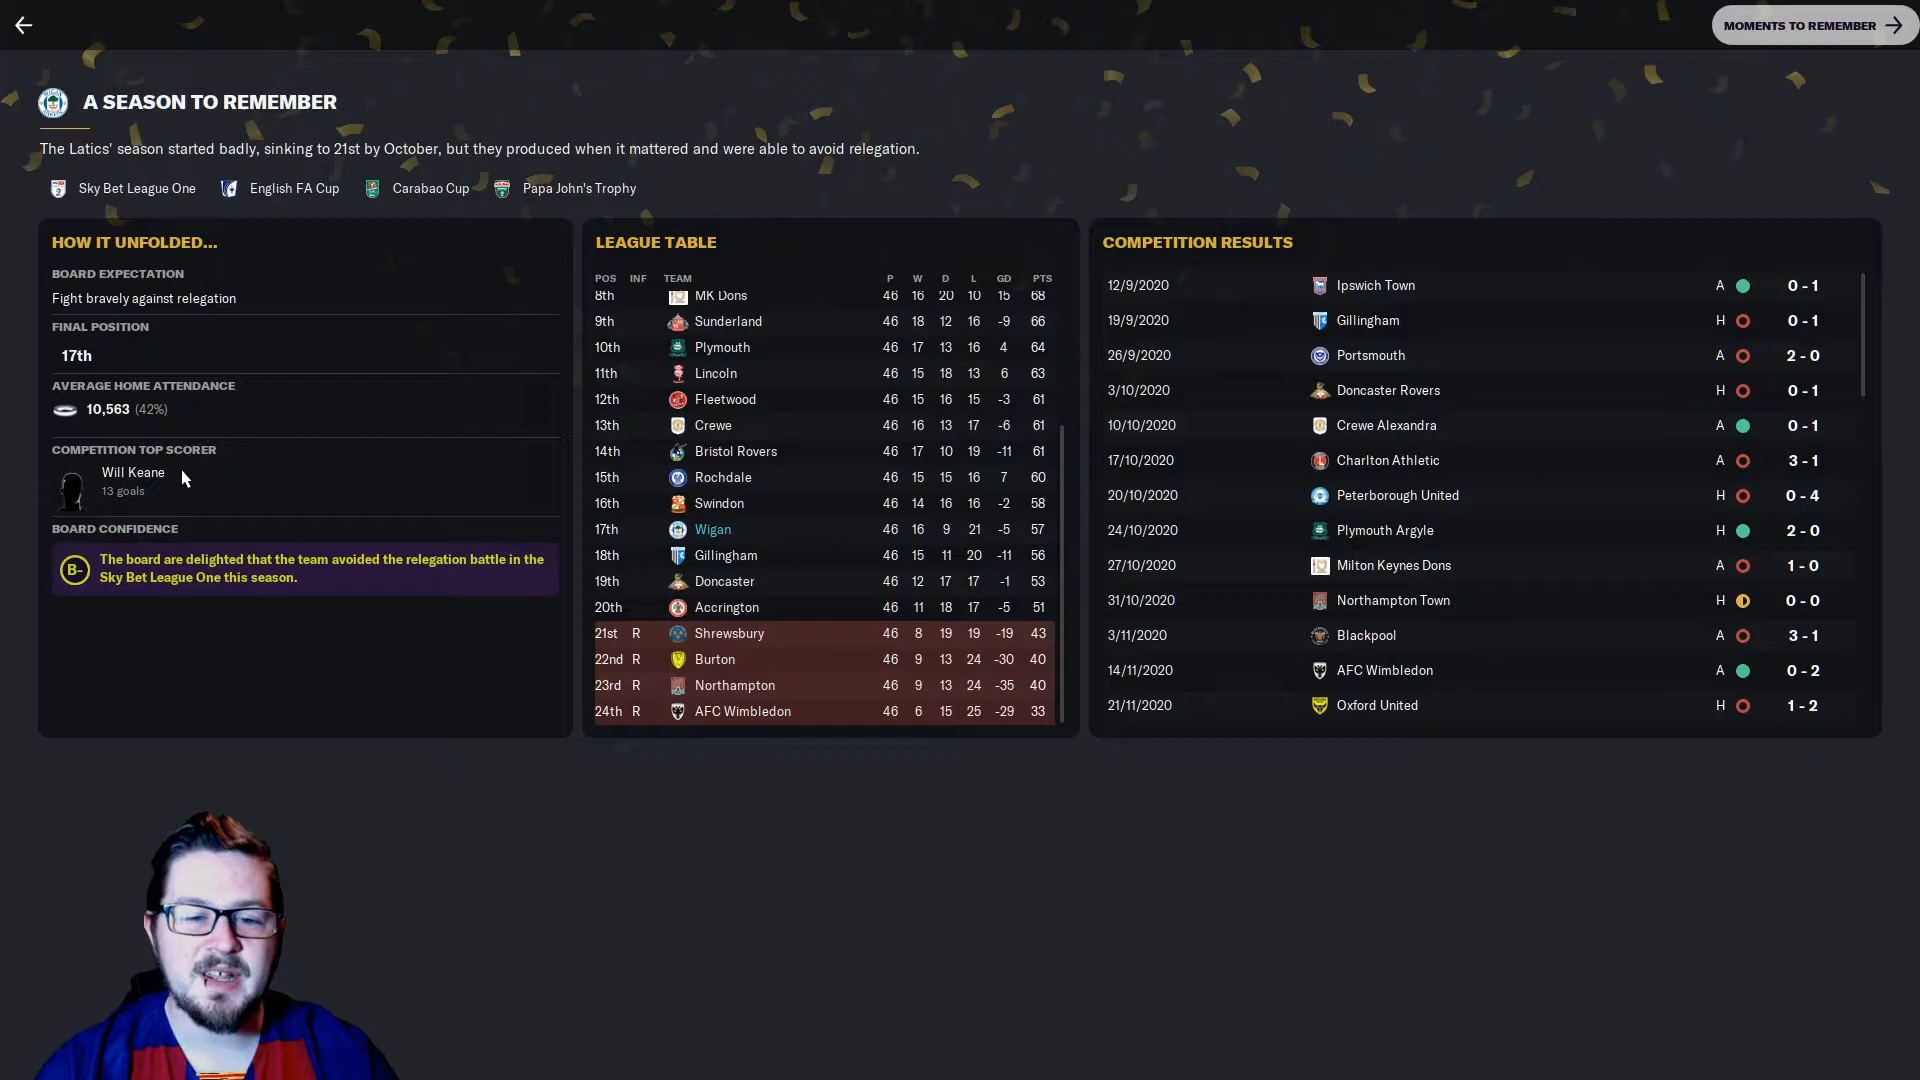 MOMENTS TO REMEMBER
A SEASON TO REMEMBER
The Latics' season started badly, sinking to 21st by October, but they produced when it mattered and were able to avoid relegation.
Sky Bet League One English FA Cup Carabao Cup Papa John's Trophy
HOW IT UNFOLDED...
BOARD EXPECTATION
Fight bravely against relegation
FINAL POSITION
17th
AVERAGE HOME ATTENDANCE
10,563 (42%)
COMPETITION TOP SCORER
Will Keane
13 goals
BOARD CONFIDENCE
B-
The board are delighted that the team avoided the relegation battle in the
Sky Bet League One this season.
LEAGUE TABLE
POS INF TEAM P W D L GD PTS
8th MK Dons 46 16 20 10 15 68
9th Sunderland 46 18 12 16 -9 66
10th Plymouth 46 17 13 16 4 64
11th Lincoln 46 15 18 13 6 63
12th Fleetwood 46 15 16 15 -3 61
13th Crewe 46 16 13 17 -6 61
14th Bristol Rovers 46 17 10 19 -11 61
15th Rochdale 46 15 15 16 7 60
16th Swindon 46 14 16 16 -2 58
17th Wigan 46 16 9 21 -5 57
18th Gillingham 46 15 11 20 -11 56
19th Doncaster 46 12 17 17 -1 53
20th Accrington 46 11 18 17 -5 51
21st R Shrewsbury 46 8 19 19 -19 43
22nd R Burton 46 9 13 24 -30 40
23rd R Northampton 46 9 13 24 -35 40
24th R AFC Wimbledon 46 6 15 25 -29 33
COMPETITION RESULTS
12/9/2020 Ipswich Town A 0 - 1
19/9/2020 Gillingham H 0 - 1
26/9/2020 Portsmouth A 2 - 0
3/10/2020 Doncaster Rovers H 0 - 1
10/10/2020 Crewe Alexandra A 0 - 1
17/10/2020 Charlton Athletic A 3 - 1
20/10/2020 Peterborough United H 0 - 4
24/10/2020 Plymouth Argyle H 2 - 0
27/10/2020 Milton Keynes Dons A 1 - 0
31/10/2020 Northampton Town H 0 - 0
3/11/2020 Blackpool A 3 - 1
14/11/2020 AFC Wimbledon A 0 - 2
21/11/2020 Oxford United H 1 - 2